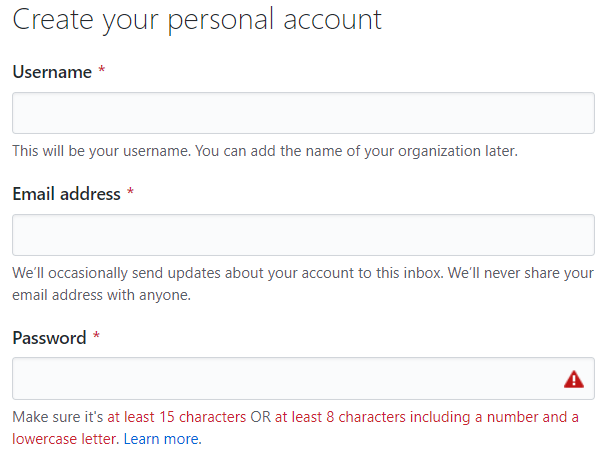 Create your personal account
Username *
This will be your username. You can add the name of your organization later.
Email address *
We’ll occasionally send updates about your account to this inbox. We’ll never share your
email address with anyone.
Password *
Make sure it's at least 15 characters OR at least 8 characters including a number and a
lowercase letter. Learn more.